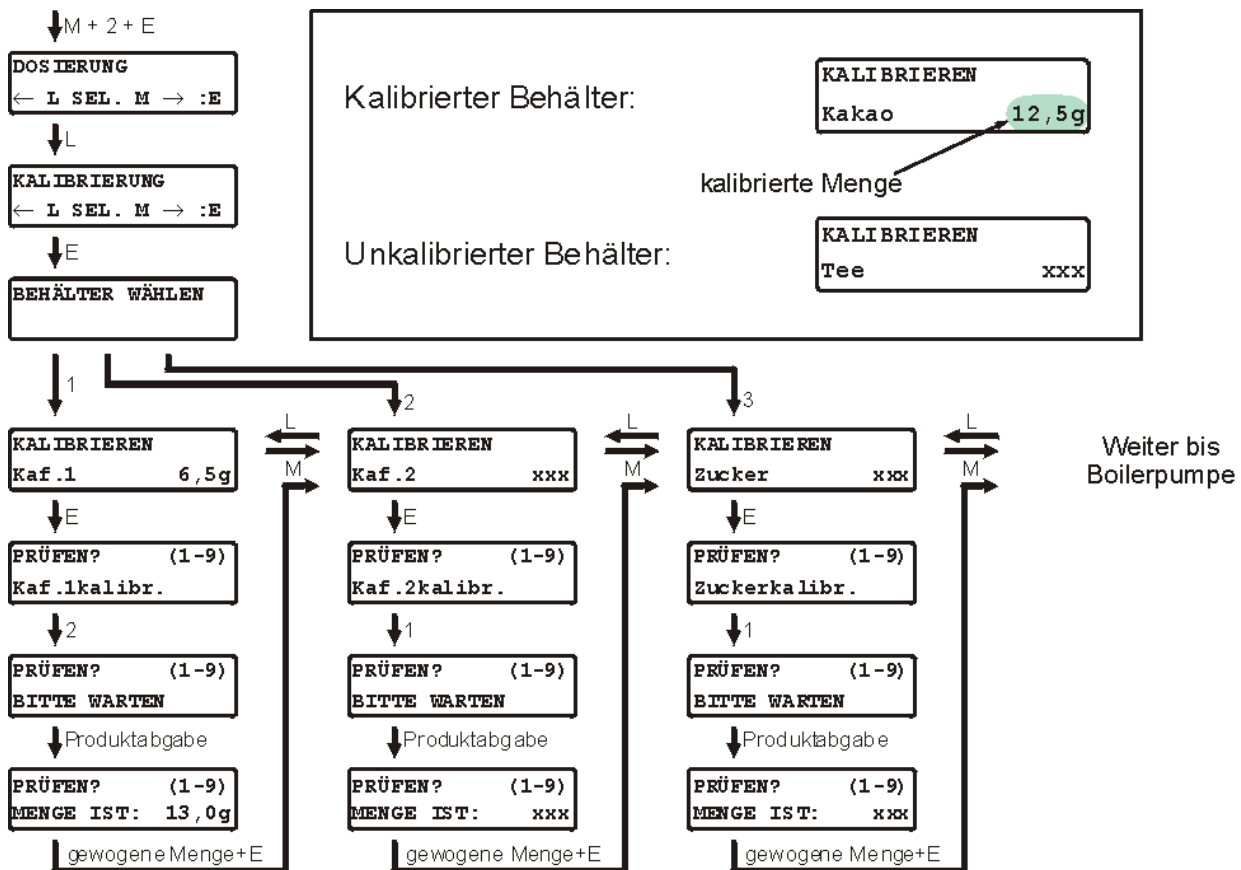 M + 2 + E
DOSIERUNG
← L SEL. M → :E
L
KALIBRIERUNG
← L SEL. M → :E
E
BEHÄLTER WÄHLEN
Kalibrierter Behälter:
KALIBRIEREN
Kakao 12,5g
kalibrierte Menge
Unkalibrierter Behälter:
KALIBRIEREN
Tee xxx
1
2
3
KALIBRIEREN
Kaf.1 6,5g
L
M
KALIBRIEREN
Kaf.2 xxx
L
M
KALIBRIEREN
Zucker xxx
L
M
Weiter bis
Boilerpumpe
E
E
E
PRÜFEN? (1-9)
Kaf.1kalibr.
PRÜFEN? (1-9)
Kaf.2kalibr.
PRÜFEN? (1-9)
Zuckerkalibr.
2
1
1
PRÜFEN? (1-9)
BITTE WARTEN
PRÜFEN? (1-9)
BITTE WARTEN
PRÜFEN? (1-9)
BITTE WARTEN
Produktabgabe
Produktabgabe
Produktabgabe
PRÜFEN? (1-9)
MENGE IST: 13,0g
PRÜFEN? (1-9)
MENGE IST: xxx
PRÜFEN? (1-9)
MENGE IST: xxx
gewogene Menge+E
gewogene Menge+E
gewogene Menge+E